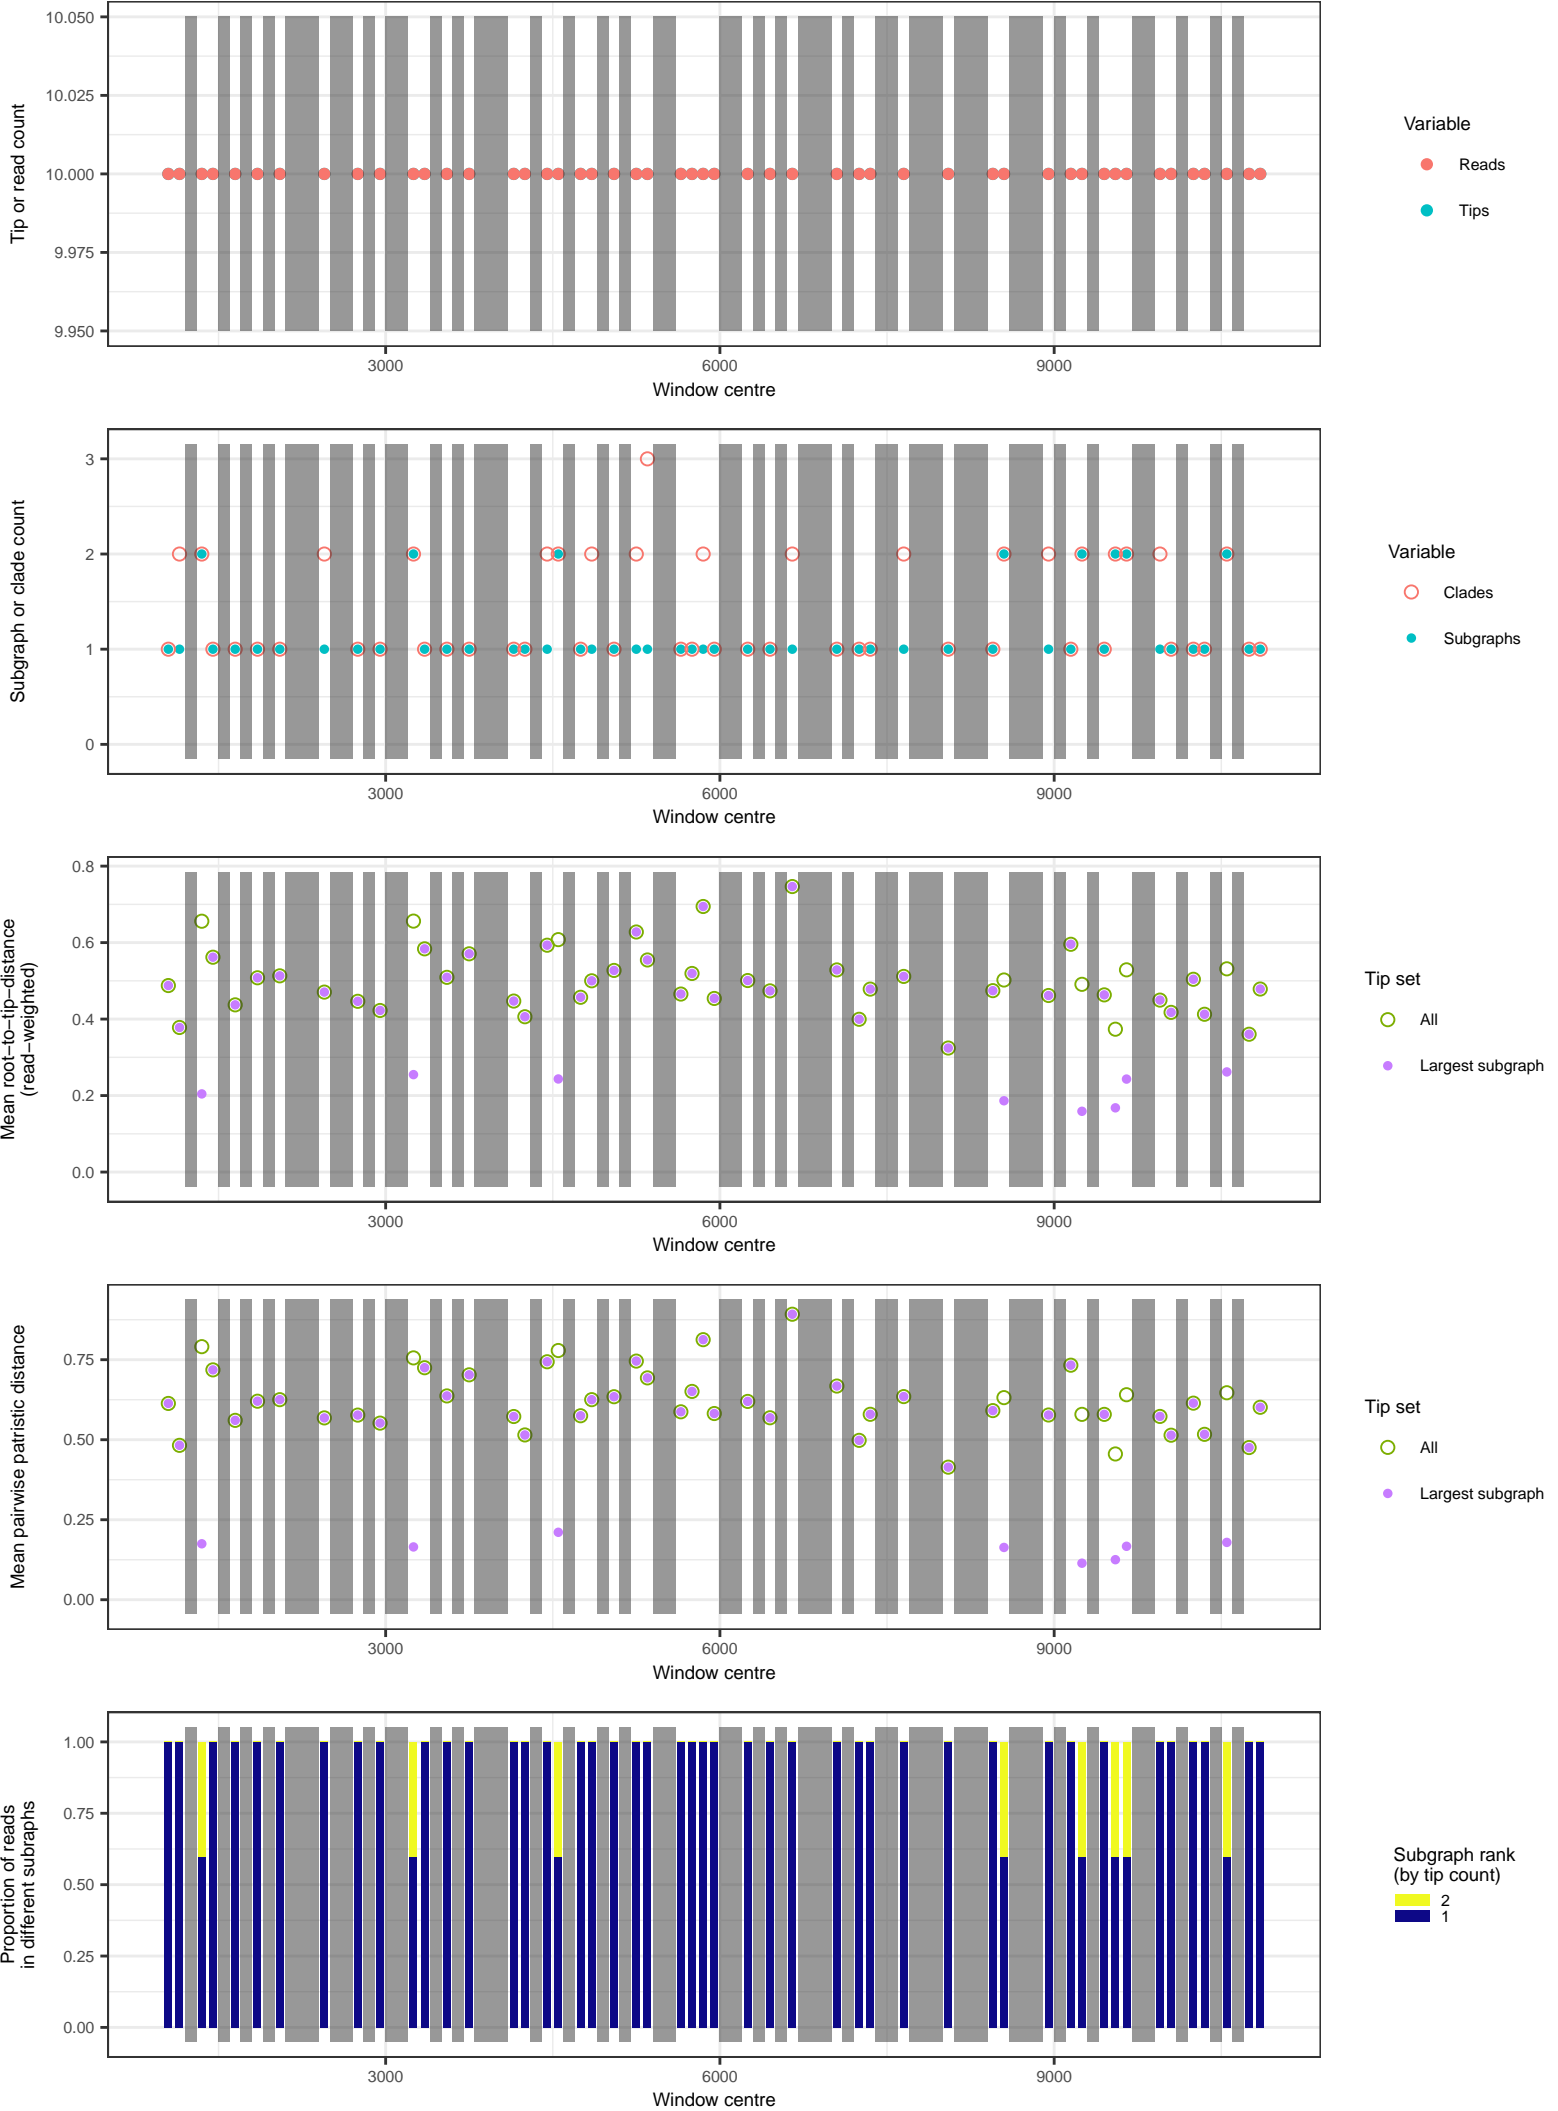 10.050
10.025
10.000
9.975
9.950
Tip or read count
3000 6000 9000
Window centre
Variable
Reads
Tips
3
2
1
0
Subgraph or clade count
3000 6000 9000
Window centre
Variable
Clades
Subgraphs
0.8
0.6
0.4
0.2
0.0
Mean root−to−tip−distance
(read−weighted)
3000 6000 9000
Window centre
Tip set
All
Largest subgraph
0.75
0.50
0.25
0.00
Mean pairwise patristic distance
3000 6000 9000
Window centre
Tip set
All
Largest subgraph
1.00
0.75
0.50
0.25
0.00
Proportion of reads
in different subraphs
3000 6000 9000
Window centre
Subgraph rank
(by tip count)
2
1